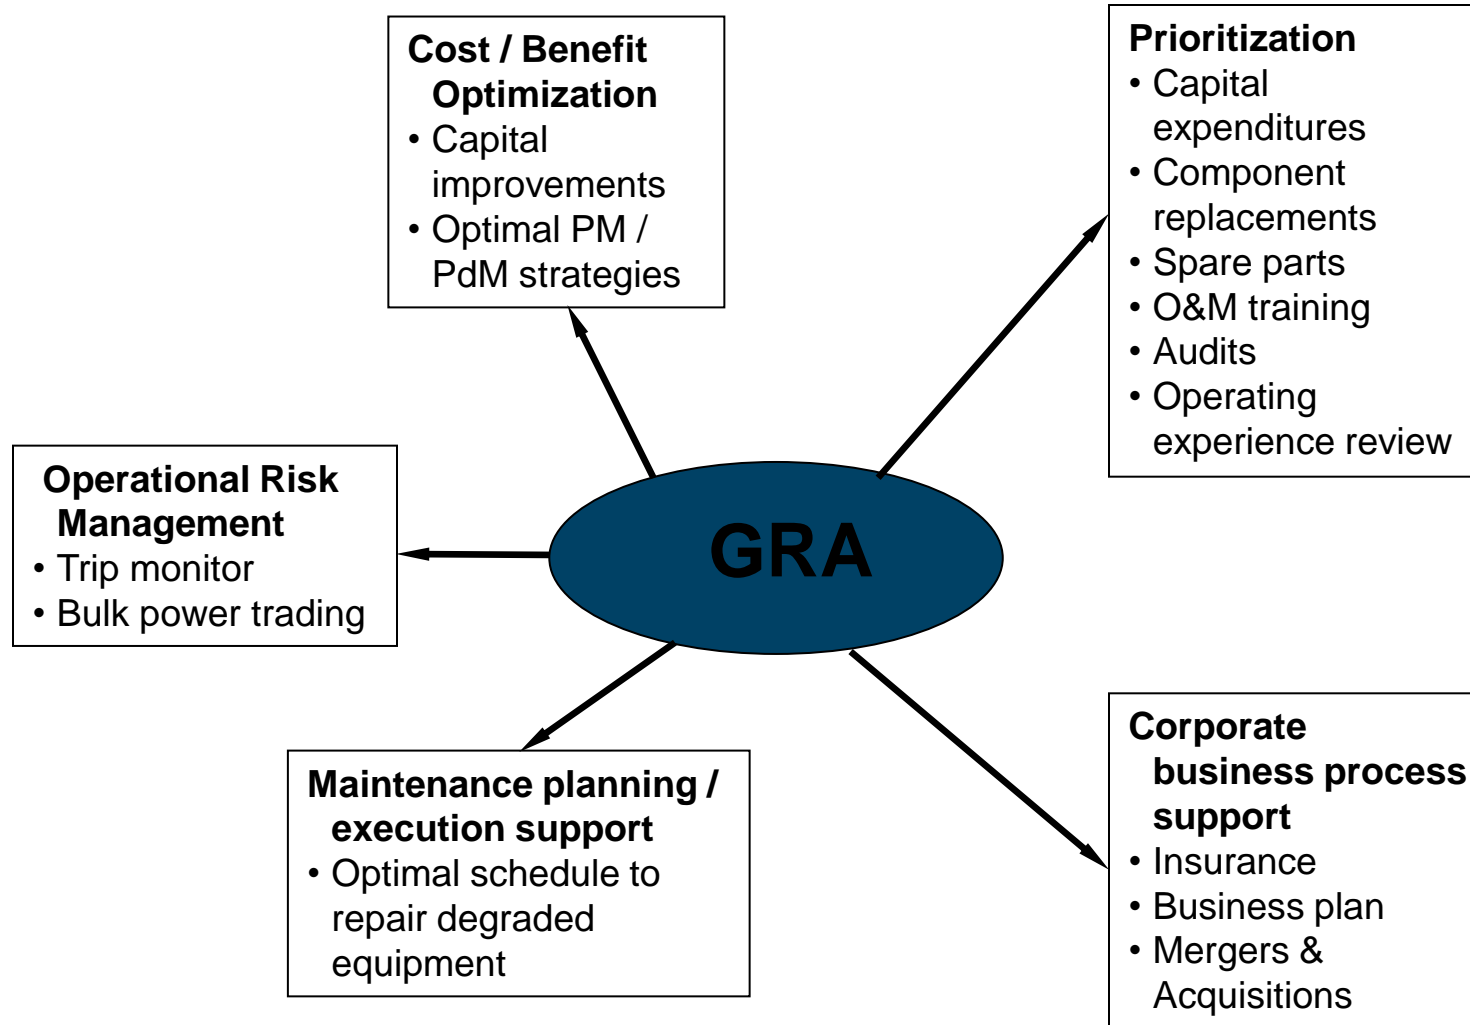 Cost / Benefit
Optimization
• Capital
improvements
• Optimal PM /
PdM strategies
Prioritization
• Capital
expenditures
• Component
replacements
• Spare parts
• O&M training
• Audits
• Operating
experience review
Operational Risk
Management
• Trip monitor
• Bulk power trading
GRA
Maintenance planning /
execution support
• Optimal schedule to
repair degraded
equipment
Corporate
business process
support
• Insurance
• Business plan
• Mergers &
Acquisitions